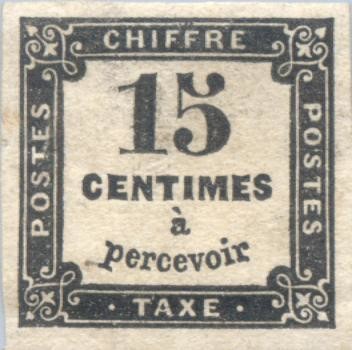 CHIFFRE
POSTES
15
CENTIMES
à
percevoir
POSTES
· TAXE ·